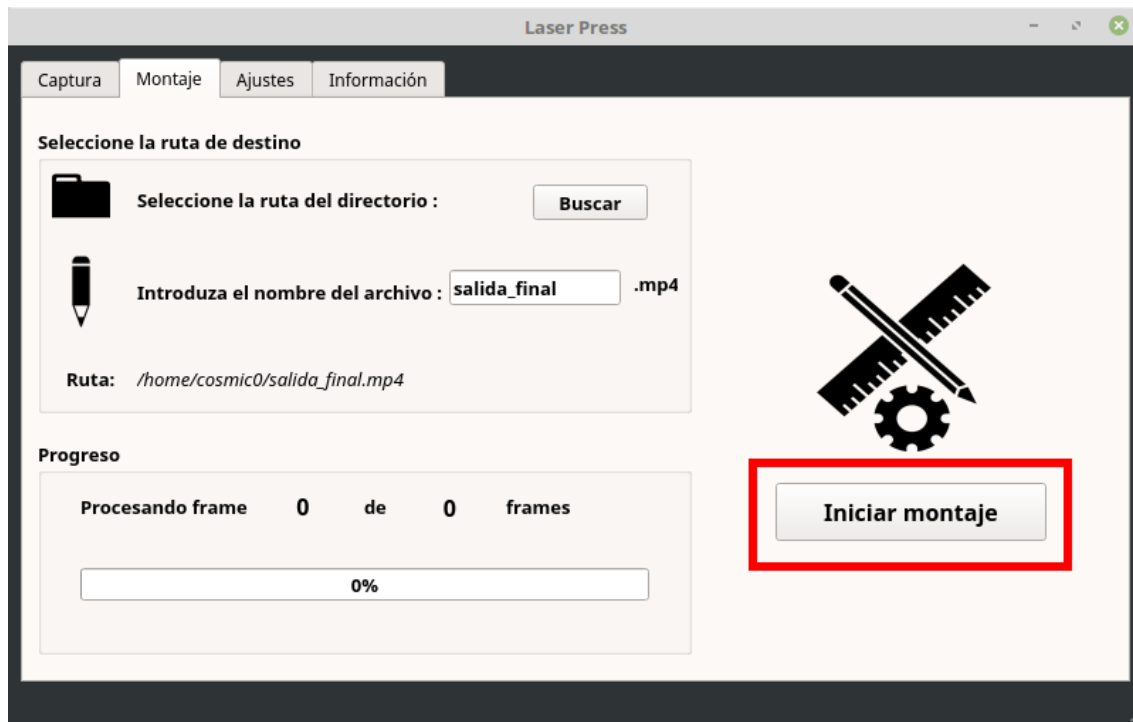 Laser Press
Captura Montaje Ajustes Información
Seleccione la ruta de destino
Seleccione la ruta del directorio : Buscar
Introduza el nombre del archivo : salida_final .mp4
Ruta: /home/cosmic0/salida_final.mp4
Progreso
Procesando frame 0 de 0 frames
Iniciar montaje
0%